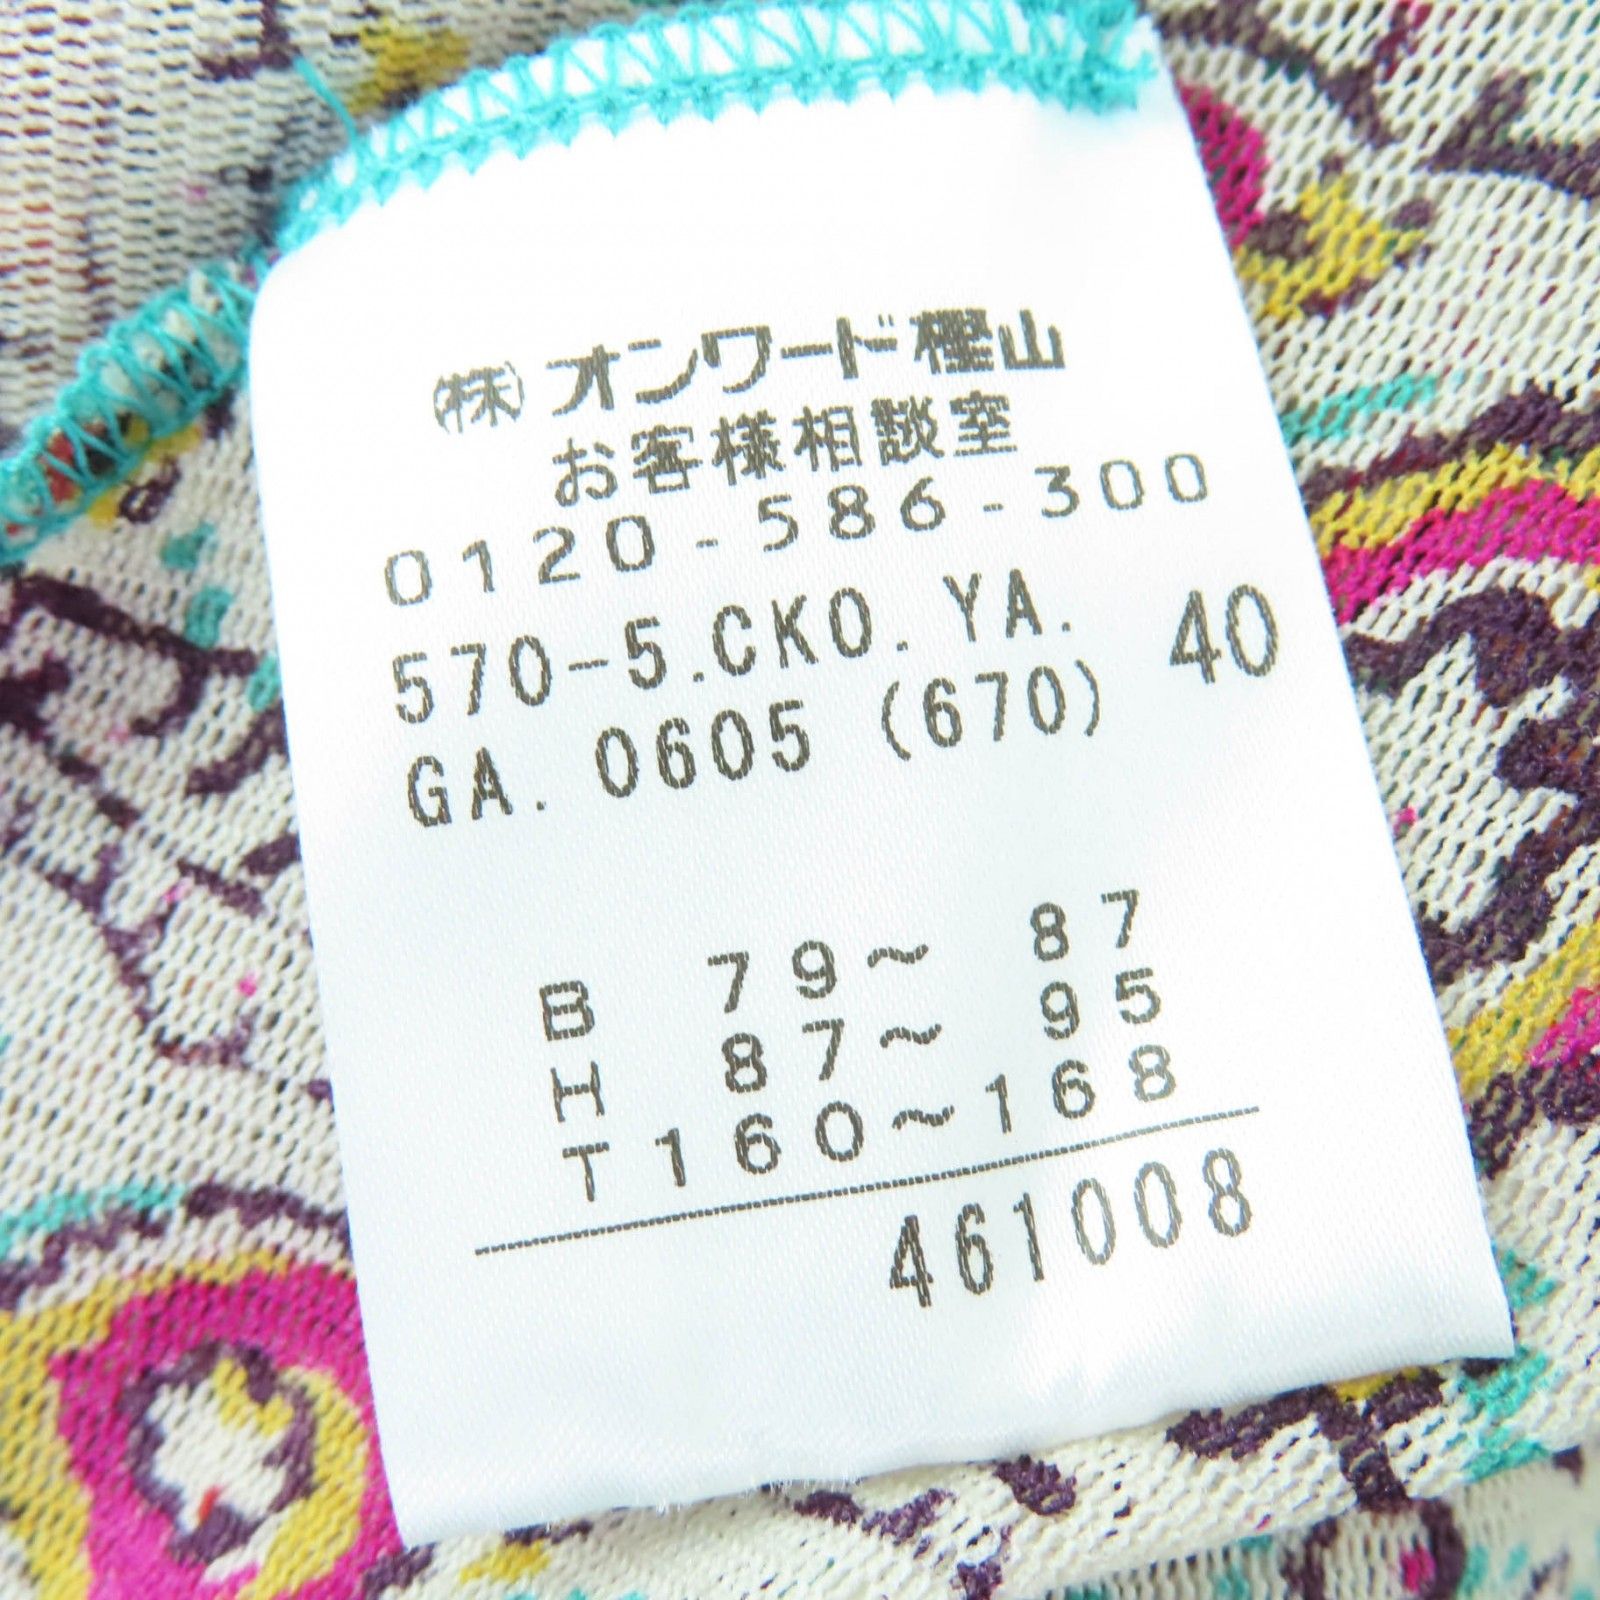 (株)オンワード樫山
お客様相談室
0120-586-300
570-5.CKO.YA. 40
GA.0605 (670)
B 79~ 87
H 87~ 95
T160~168
461008